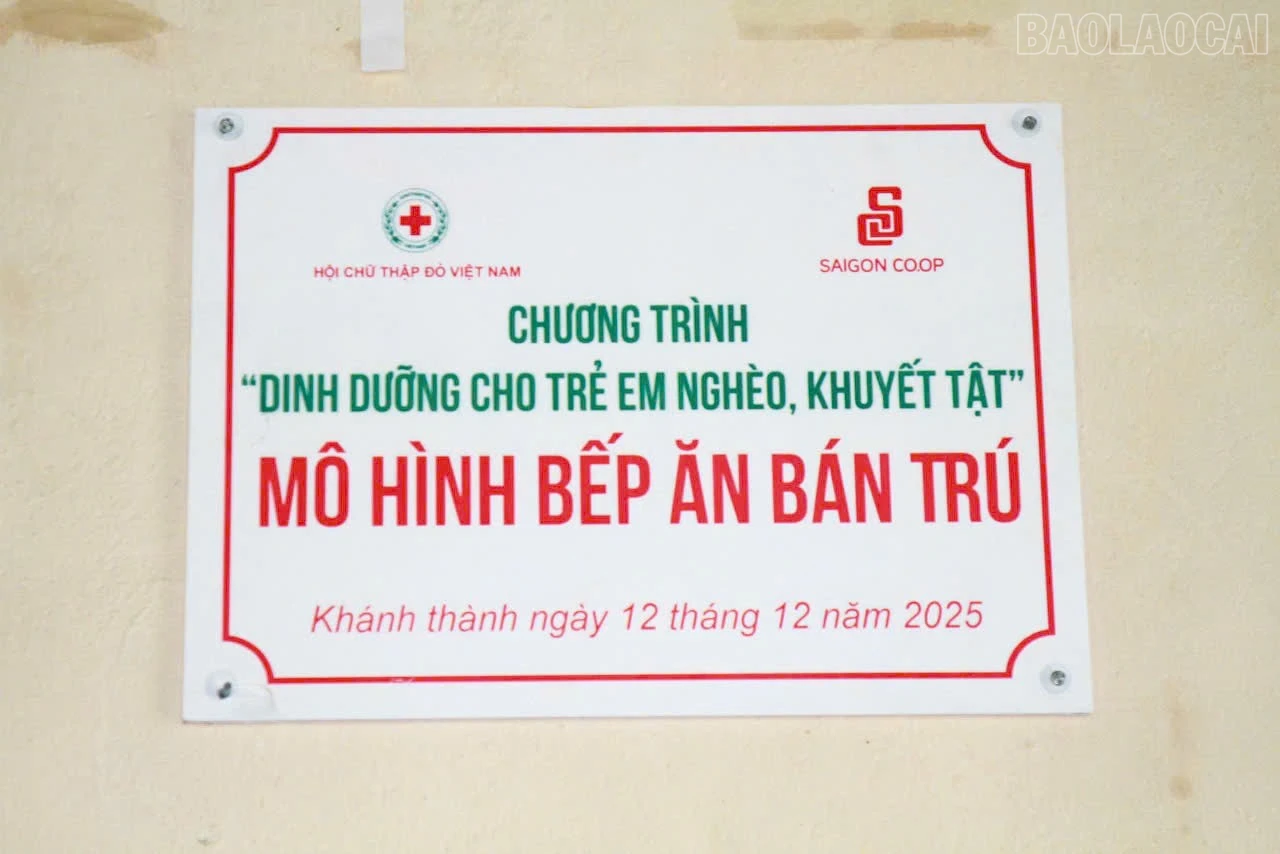 BAOLAOCAI
HỘI CHỮ THẬP ĐỎ VIỆT NAM
SAIGON CO.OP
CHƯƠNG TRÌNH
“DINH DƯỠNG CHO TRẺ EM NGHÈO, KHUYẾT TẬT”
MÔ HÌNH BẾP ĂN BÁN TRÚ
Khánh thành ngày 12 tháng 12 năm 2025